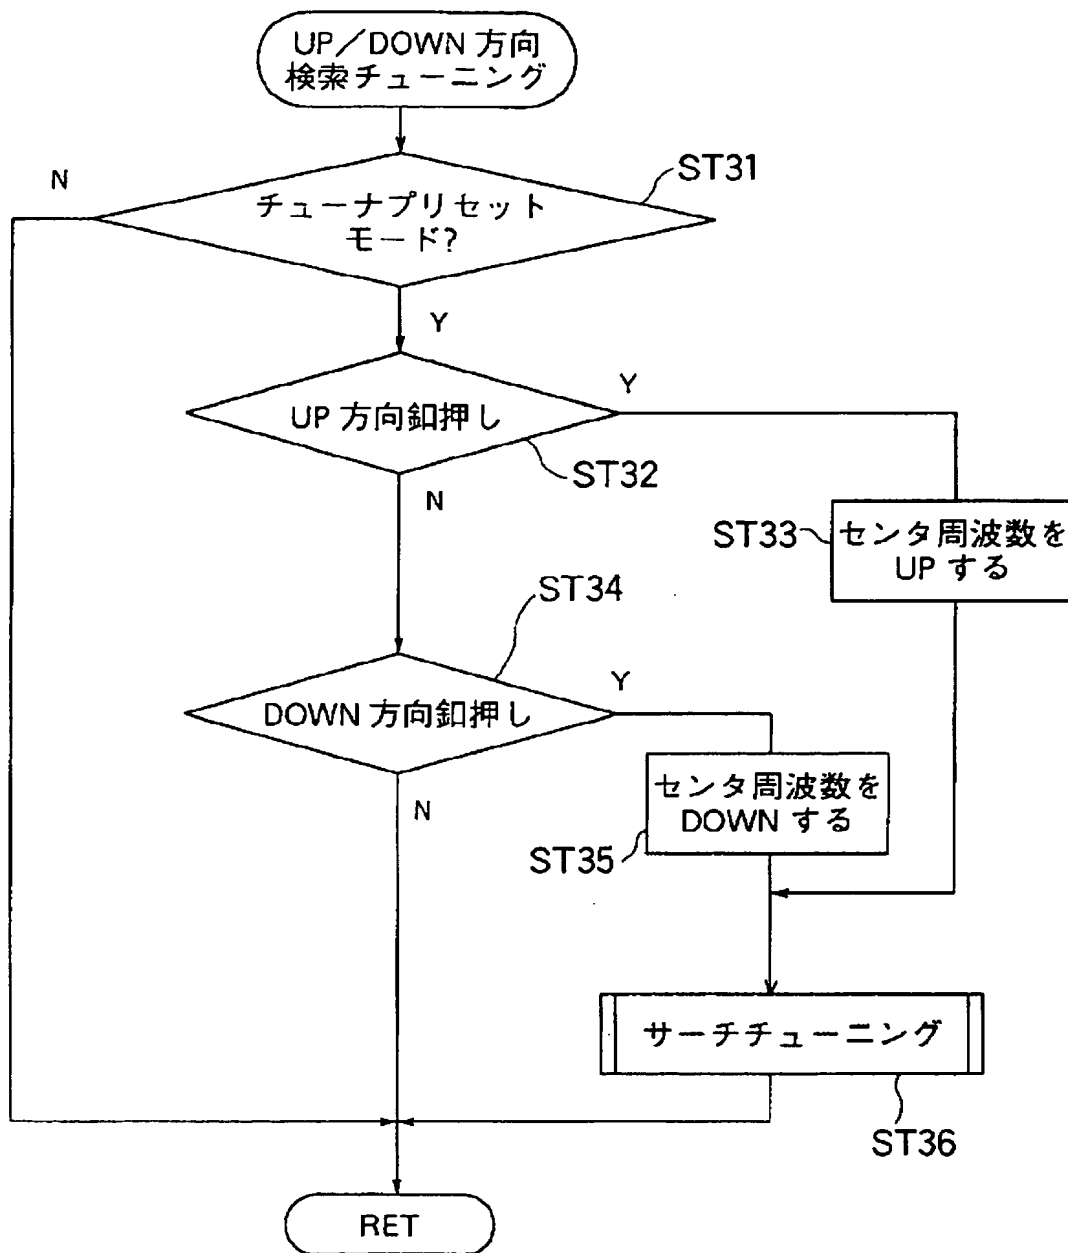 UP／DOWN 方向
検索チューニング
N
ST31
チューナプリセット
モード?
Y
Y
UP 方向釦押し
ST32
N
ST33
センタ周波数を
UP する
ST34
Y
DOWN 方向釦押し
N
センタ周波数を
DOWN する
ST35
サーチチューニング
ST36
RET